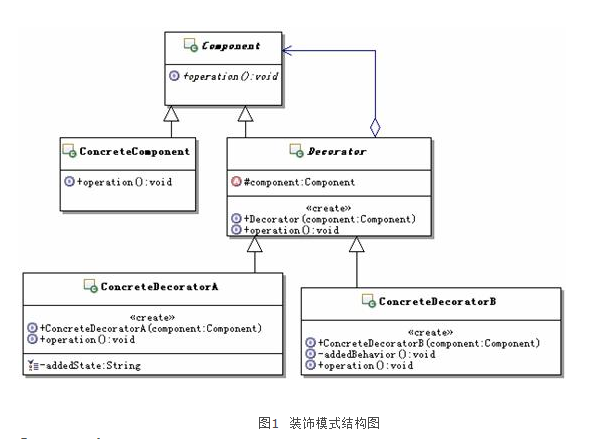 Component
+operation():void
ConcreteComponent
+operation():void
Decorator
#component:Component
«create»
+Decorator(component:Component)
+operation():void
ConcreteDecoratorA
«create»
+ConcreteDecoratorA(component:Component)
+operation():void
-addedState:String
ConcreteDecoratorB
«create»
+ConcreteDecoratorB(component:Component)
-addedBehavior():void
+operation():void
图1 装饰模式结构图